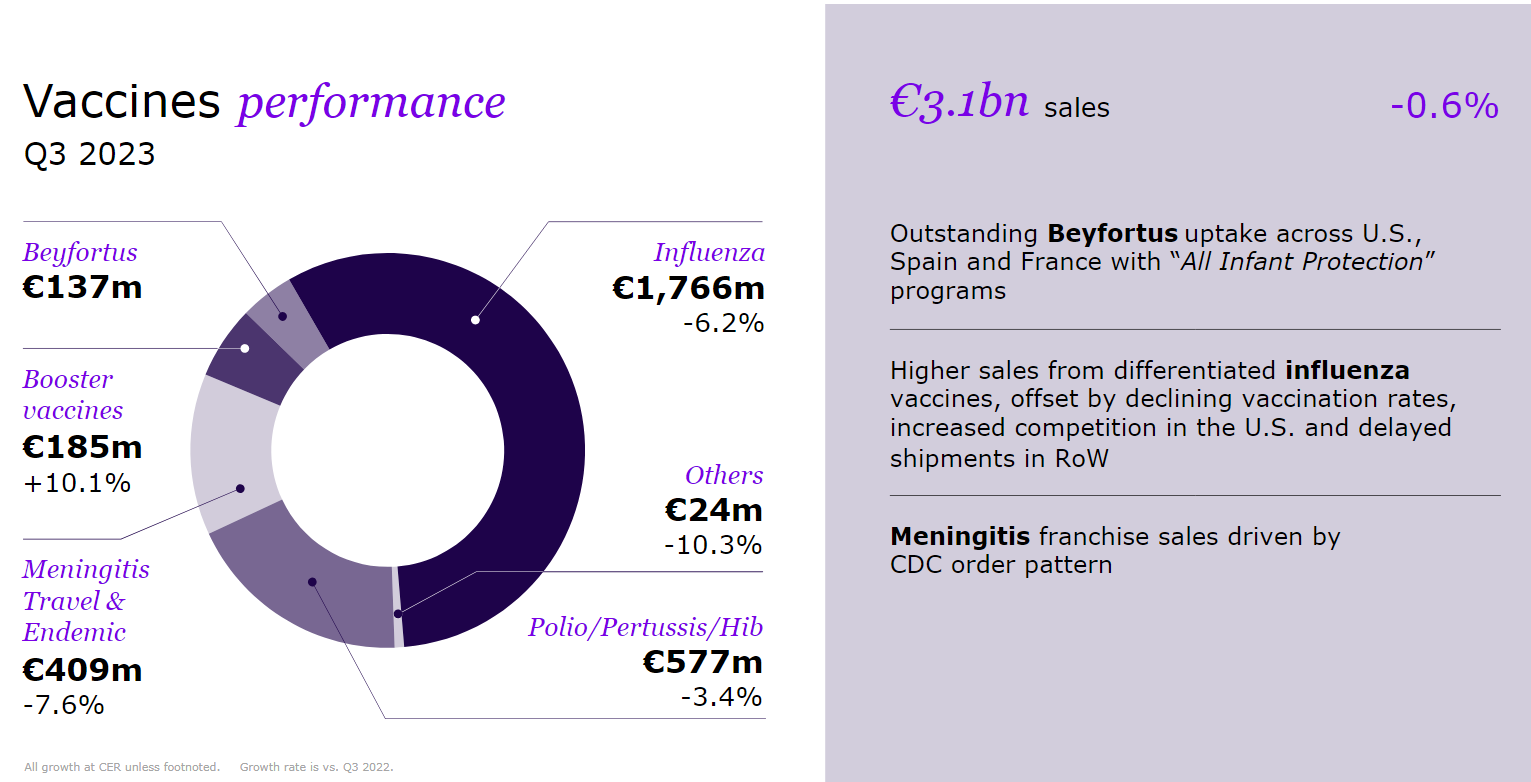 Vaccines performance
Q3 2023
Beyfortus
€137m
Booster
vaccines
€185m
+10.1%
Meningitis
Travel &
Endemic
€409m
-7.6%
Influenza
€1,766m
-6.2%
Others
€24m
-10.3%
Polio/Pertussis/Hib
€577m
-3.4%
All growth at CER unless footnoted. Growth rate is vs. Q3 2022.
€3.1bn sales -0.6%
Outstanding Beyfortus uptake across U.S.,
Spain and France with “All Infant Protection”
programs
Higher sales from differentiated influenza
vaccines, offset by declining vaccination rates,
increased competition in the U.S. and delayed
shipments in RoW
Meningitis franchise sales driven by
CDC order pattern